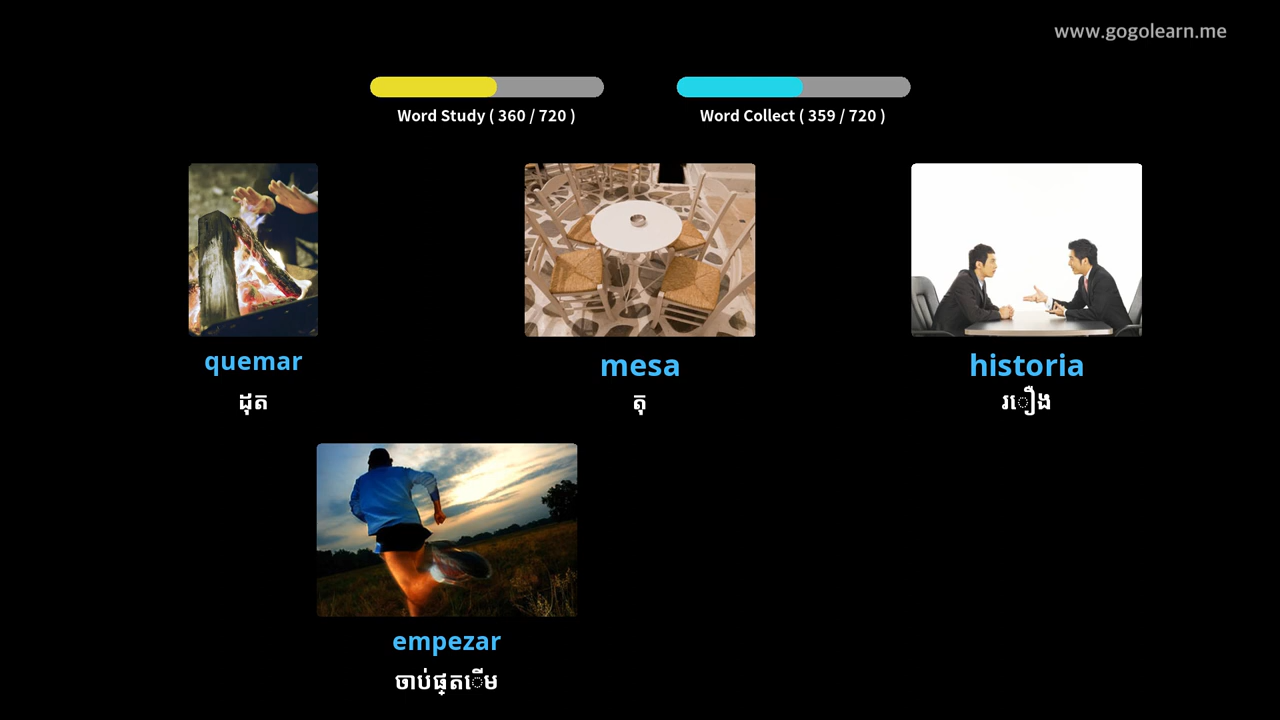 www.gogolearn.me
Word Study ( 360 / 720 )
Word Collect ( 359 / 720 )
quemar
mesa
historia
ដុត
តុ
រឿង
empezar
ចាប់ផ្តើម